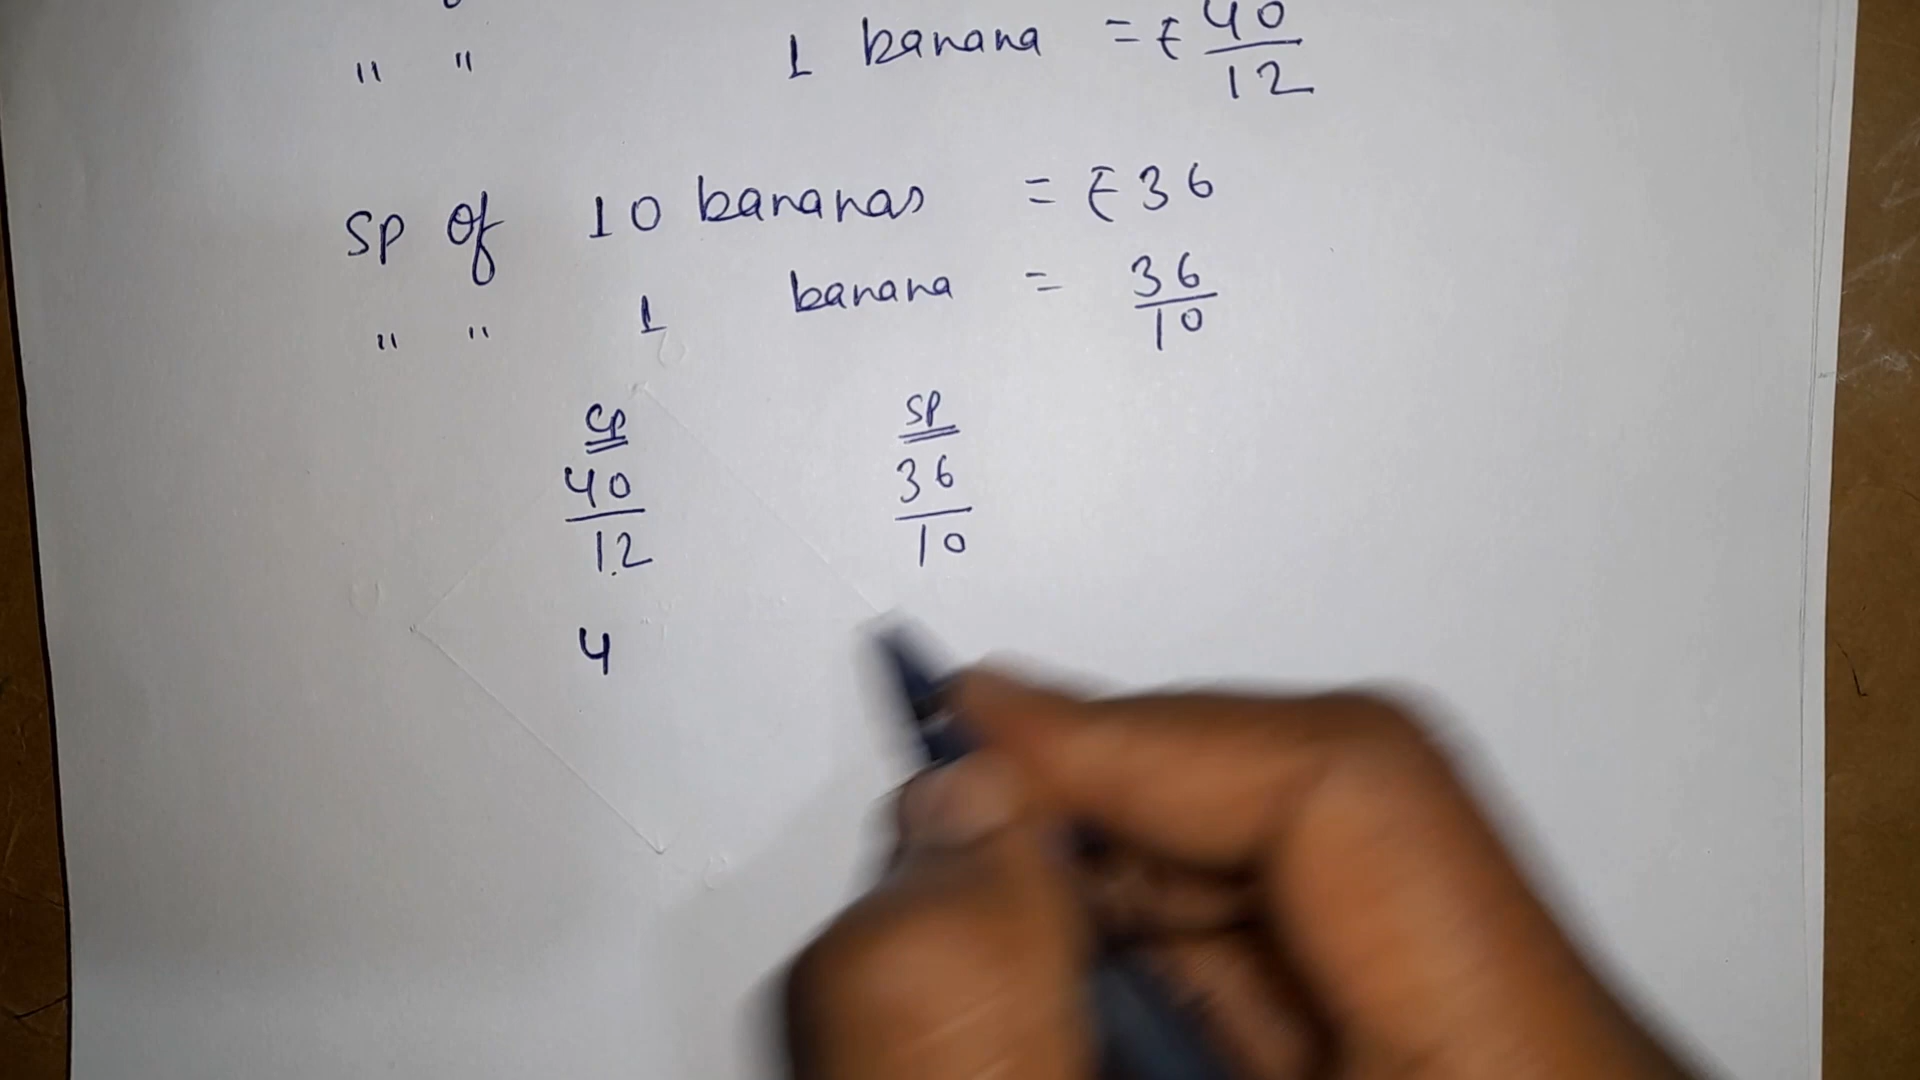 " " 1 banana = ₹ 40/12
SP of 10 bananas = ₹ 36
" " 1 banana = 36/10
CP SP
40/12 36/10
4